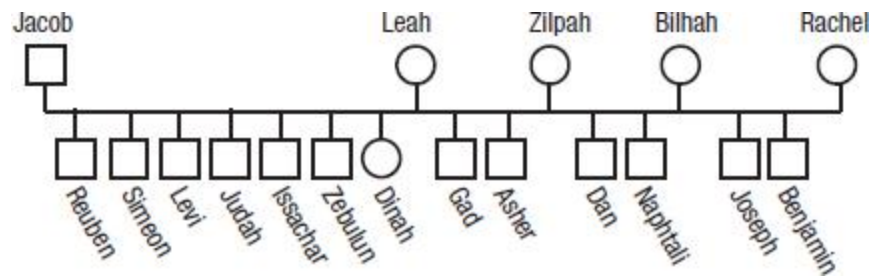 Jacob Leah Zilpah Bilhah Rachel
Reuben
Simeon
Levi
Judah
Issachar
Zebulun
Dinah
Gad
Asher
Dan
Naphtali
Joseph
Benjamin